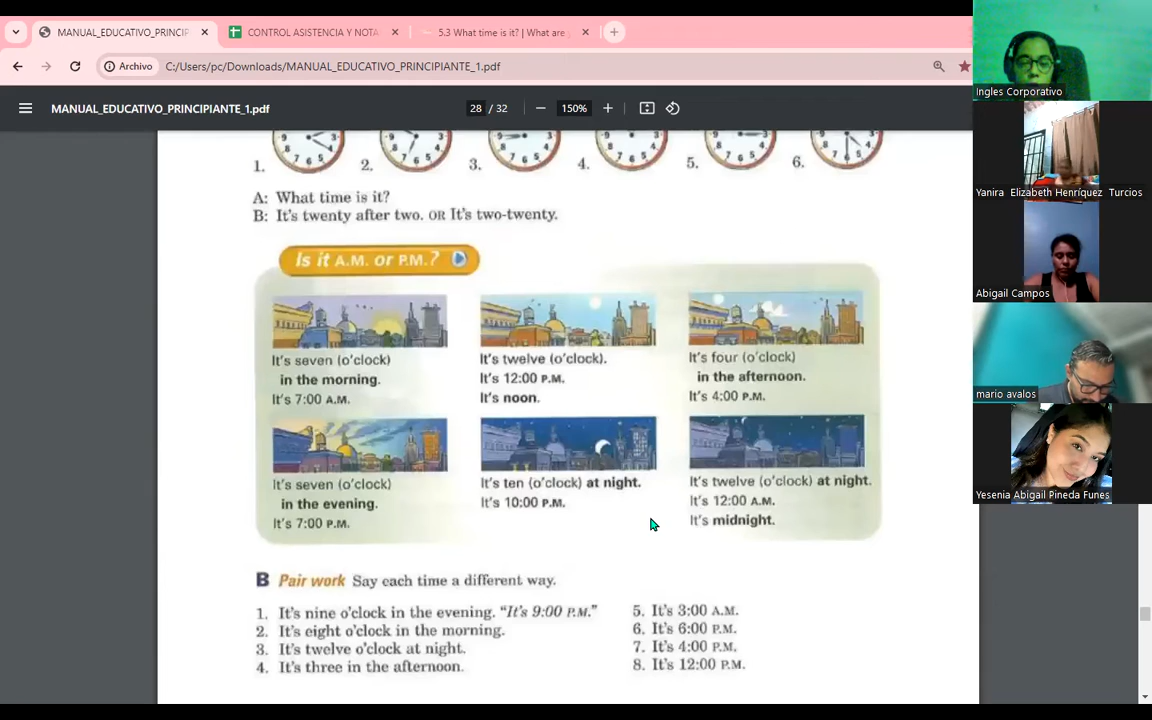 MANUAL_EDUCATIVO_PRINCIP
CONTROL ASISTENCIA Y NOTA
5.3 What time is it? | What are
Archivo
C:/Users/pc/Downloads/MANUAL_EDUCATIVO_PRINCIPIANTE_1.pdf
MANUAL_EDUCATIVO_PRINCIPIANTE_1.pdf
28 / 32
150%
1.
2.
3.
4.
5.
6.
A: What time is it?
B: It's twenty after two. OR It's two-twenty.
Is it A.M. or P.M.?
It's seven (o'clock)
in the morning.
It's 7:00 A.M.
It's twelve (o'clock).
It's 12:00 P.M.
It's noon.
It's four (o'clock)
in the afternoon.
It's 4:00 P.M.
It's seven (o'clock)
in the evening.
It's 7:00 P.M.
It's ten (o'clock) at night.
It's 10:00 P.M.
It's twelve (o'clock) at night.
It's 12:00 A.M.
It's midnight.
B Pair work Say each time a different way.
1. It's nine o'clock in the evening. "It's 9:00 P.M."
2. It's eight o'clock in the morning.
3. It's twelve o'clock at night.
4. It's three in the afternoon.
5. It's 3:00 A.M.
6. It's 6:00 P.M.
7. It's 4:00 P.M.
8. It's 12:00 P.M.
Ingles Corporativo
Yanira Elizabeth Henríquez Turcios
Abigail Campos
mario avalos
Yesenia Abigail Pineda Funes